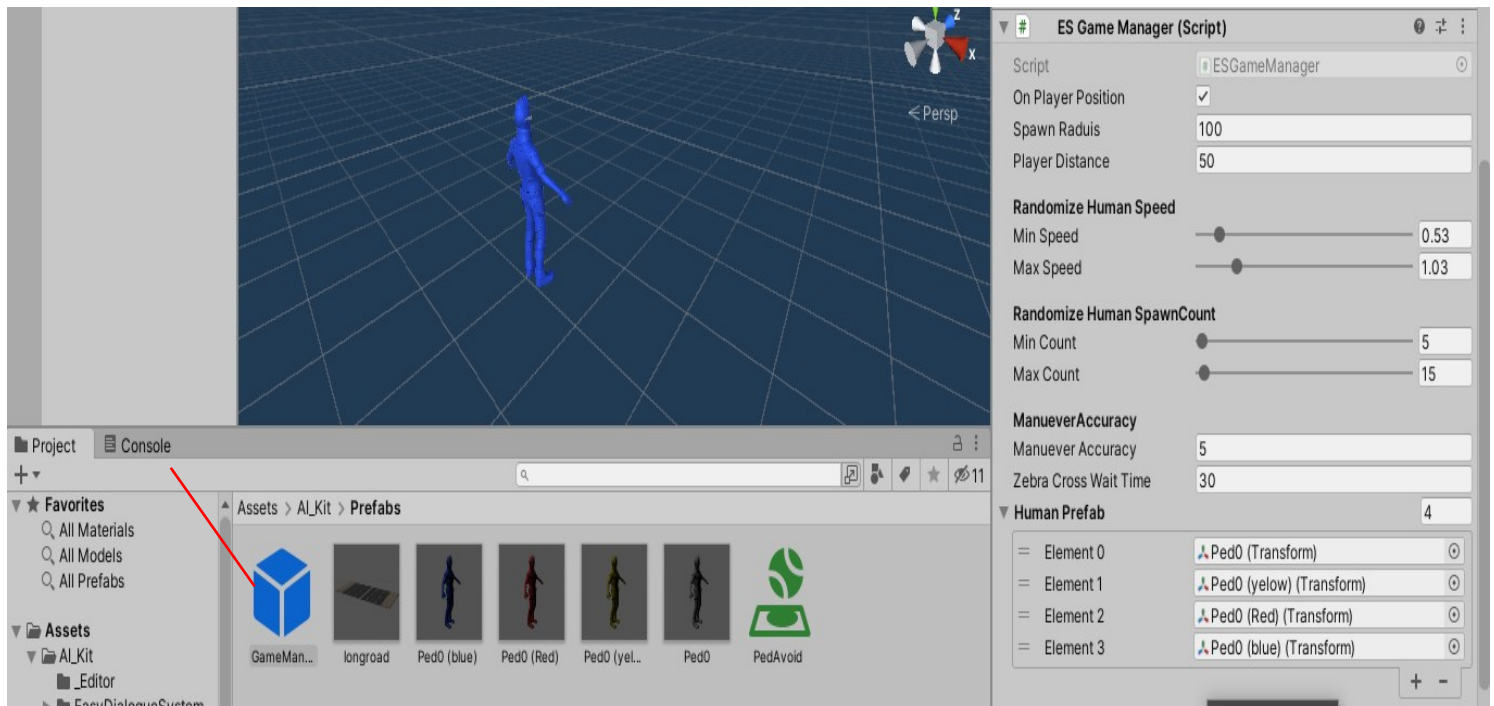 z
x
< Persp
Project
Console
11
Favorites
All Materials
All Models
All Prefabs
Assets
AI_Kit
_Editor
EasyDialogueSystem
Assets > AI_Kit > Prefabs
GameMan...
longroad
Ped0 (blue)
Ped0 (Red)
Ped0 (yel...
Ped0
PedAvoid
# ES Game Manager (Script)
Script ESGameManager
On Player Position
Spawn Raduis 100
Player Distance 50
Randomize Human Speed
Min Speed 0.53
Max Speed 1.03
Randomize Human SpawnCount
Min Count 5
Max Count 15
ManueverAccuracy
Manuever Accuracy 5
Zebra Cross Wait Time 30
Human Prefab 4
Element 0 Ped0 (Transform)
Element 1 Ped0 (yelow) (Transform)
Element 2 Ped0 (Red) (Transform)
Element 3 Ped0 (blue) (Transform)